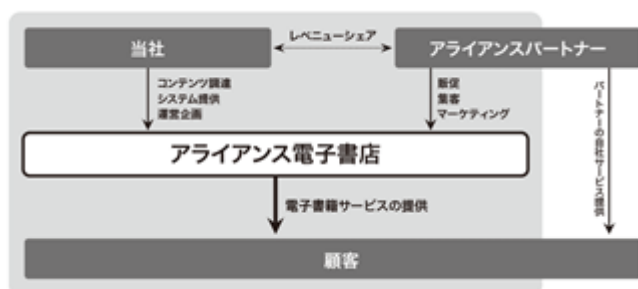 当社
レベニューシェア
アライアンスパートナー
コンテンツ調達
システム提供
運営企画
販促
集客
マーケティング
パートナーの自社サービス提供
アライアンス電子書店
電子書籍サービスの提供
顧客